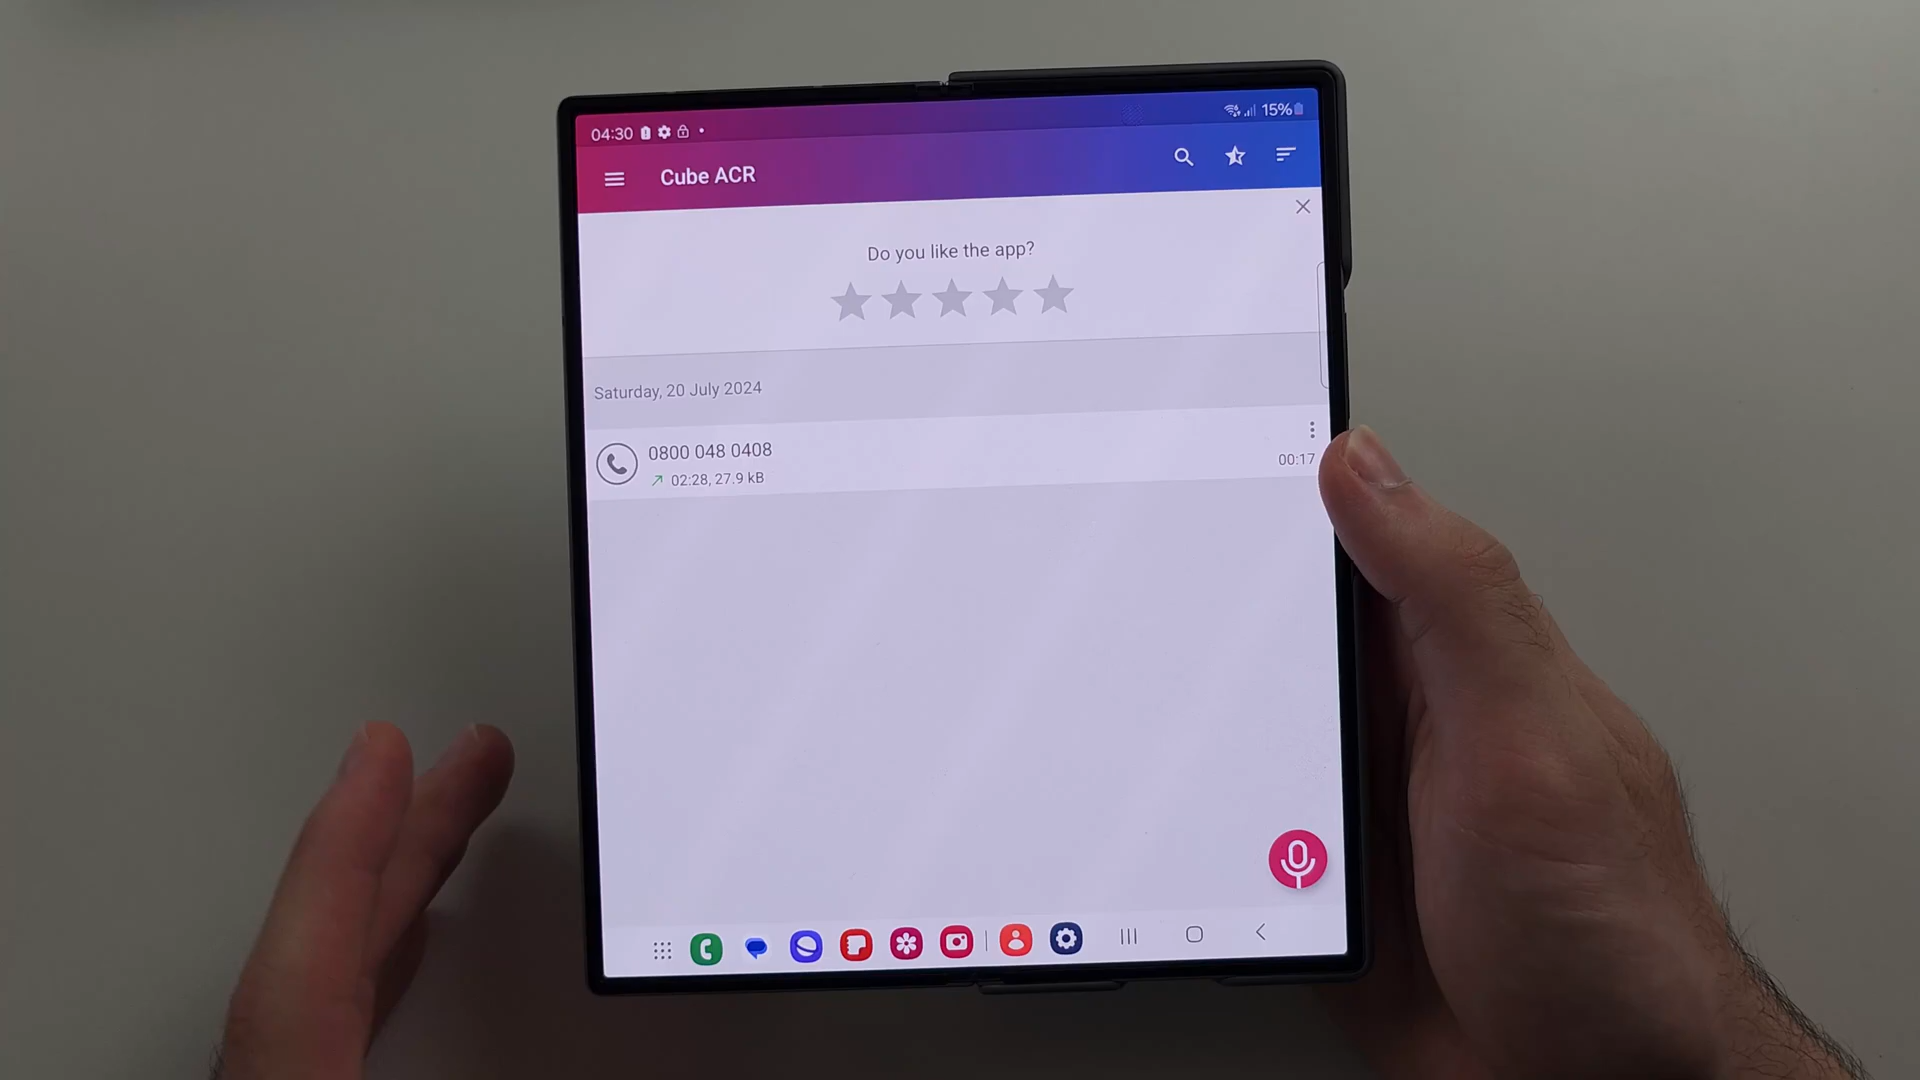 04:30
15%
Cube ACR
Do you like the app?
Saturday, 20 July 2024
0800 048 0408
02:28, 27.9 kB
00:17